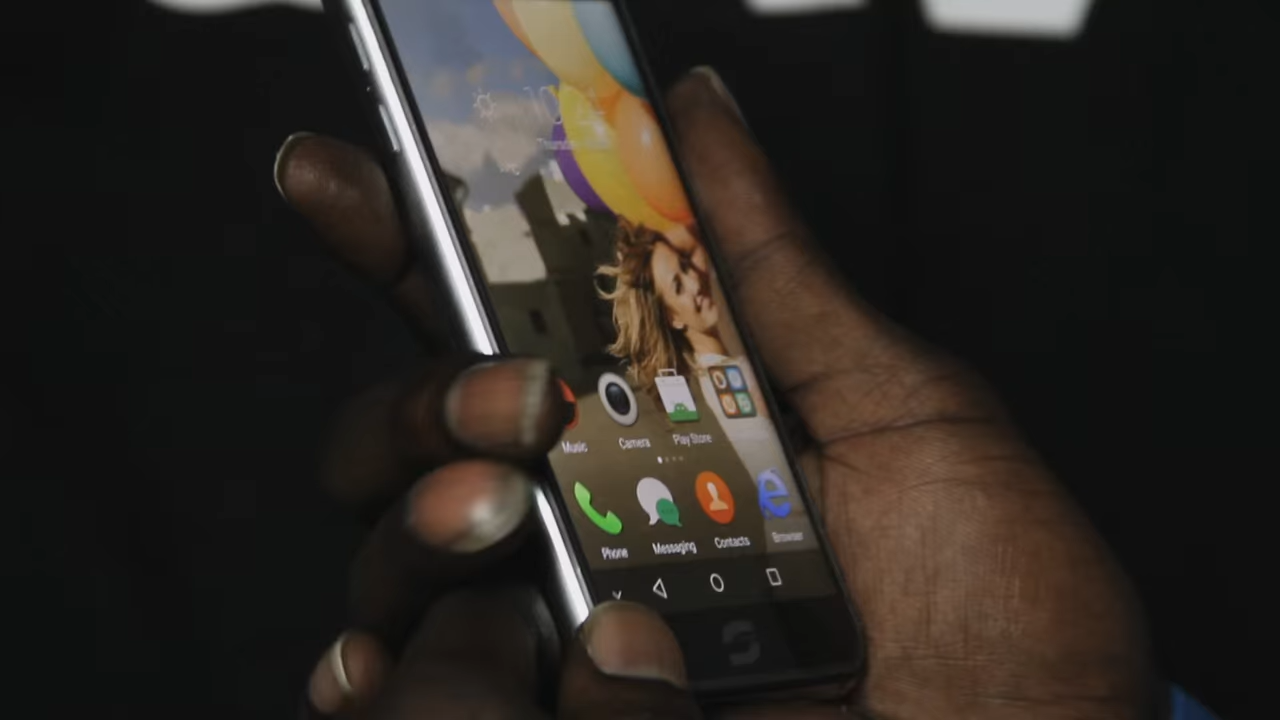 Music
Camera
Play Store
Phone
Messaging
Contacts
Browser